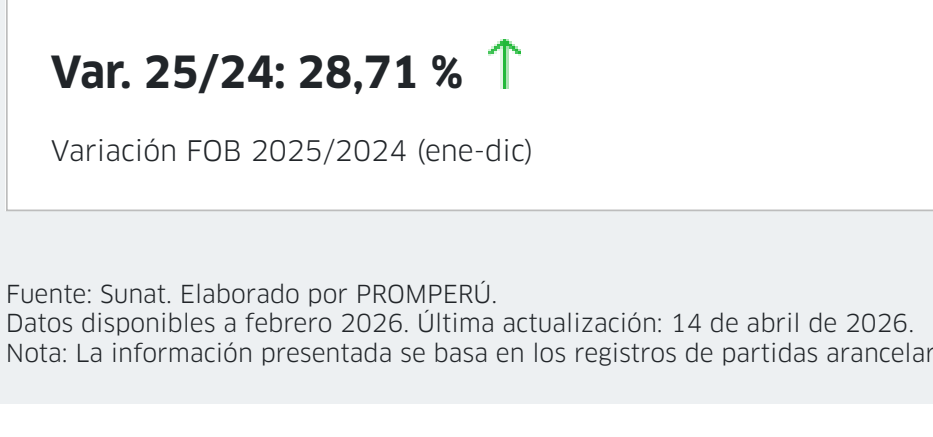 Var. 25/24: 28,71 %
Variación FOB 2025/2024 (ene-dic)
Fuente: Sunat. Elaborado por PROMPERÚ.
Datos disponibles a febrero 2026. Última actualización: 14 de abril de 2026.
Nota: La información presentada se basa en los registros de partidas arancelar